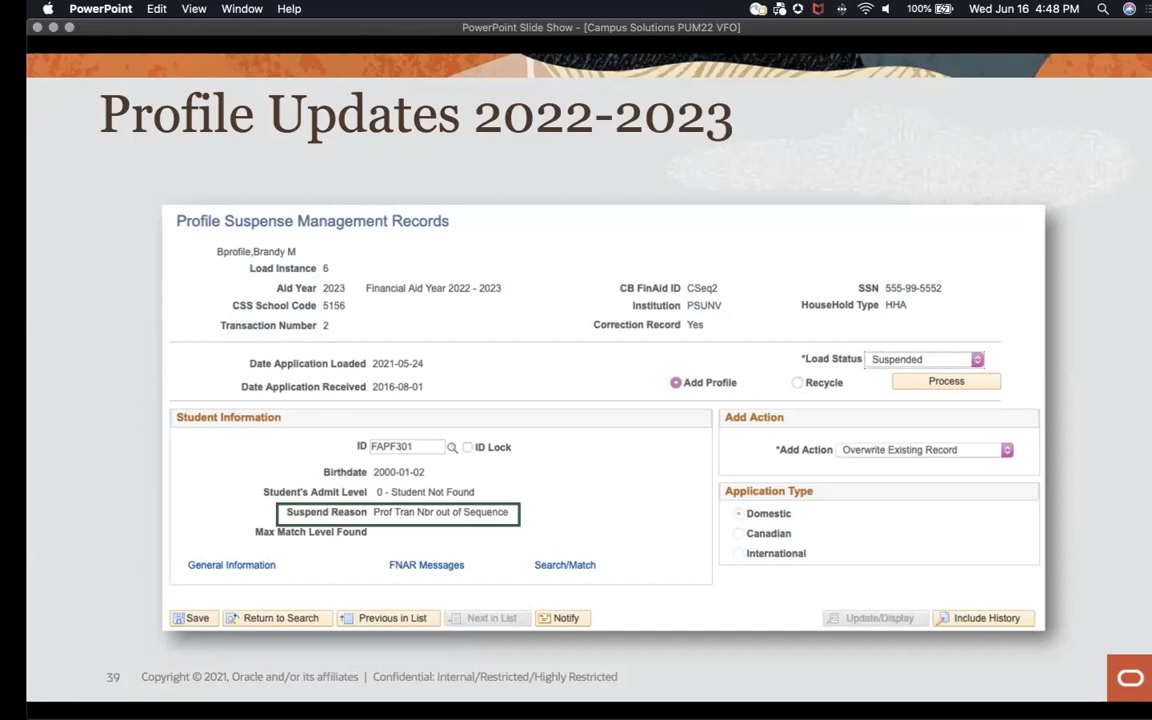 PowerPoint Edit View Window Help 100% Wed Jun 16 4:48 PM
PowerPoint Slide Show - [Campus Solutions PUM22 VFO]
Profile Updates 2022-2023
Profile Suspense Management Records
Bprofile,Brandy M
Load Instance 6
Aid Year 2023 Financial Aid Year 2022 - 2023 CB FinAid ID CSeq2 SSN 555-99-5552
CSS School Code 5156 Institution PSUNV HouseHold Type HHA
Transaction Number 2 Correction Record Yes
Date Application Loaded 2021-05-24 *Load Status Suspended
Date Application Received 2016-08-01 Add Profile Recycle Process
Student Information Add Action
ID FAPF301 ID Lock *Add Action Overwrite Existing Record
Birthdate 2000-01-02
Student's Admit Level 0 - Student Not Found Application Type
Suspend Reason Prof Tran Nbr out of Sequence Domestic
Max Match Level Found Canadian
International
General Information FNAR Messages Search/Match
Save Return to Search Previous in List Next in List Notify Update/Display Include History
39 Copyright © 2021, Oracle and/or its affiliates | Confidential: Internal/Restricted/Highly Restricted